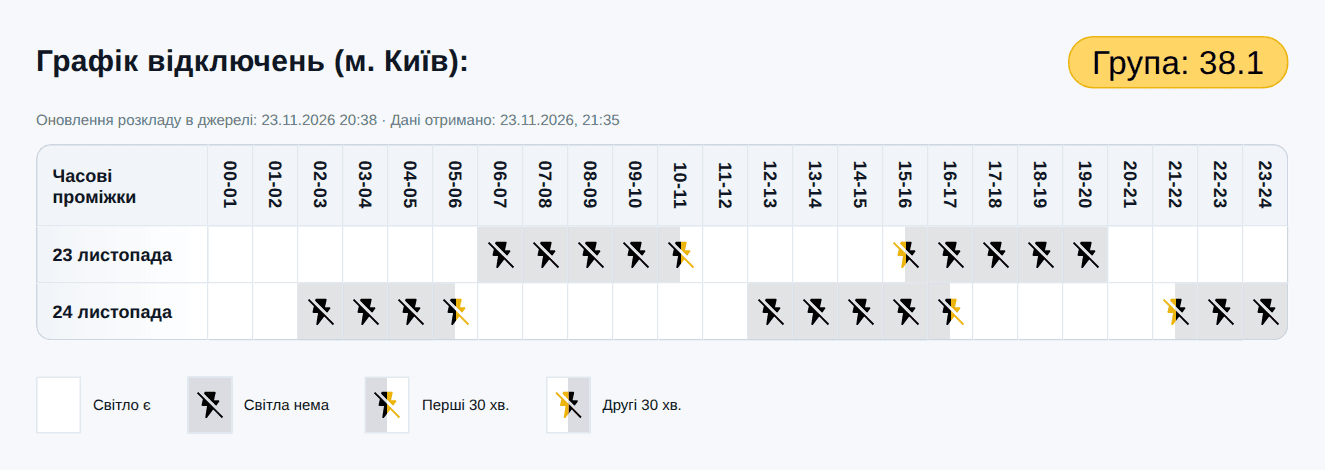 Графік відключень (м. Київ):
Група: 38.1
Оновлення розкладу в джерелі: 23.11.2026 20:38 · Дані отримано: 23.11.2026, 21:35
Часові
проміжки
00-01
01-02
02-03
03-04
04-05
05-06
06-07
07-08
08-09
09-10
10-11
11-12
12-13
13-14
14-15
15-16
16-17
17-18
18-19
19-20
20-21
21-22
22-23
23-24
23 листопада
24 листопада
Світло є
Світла нема
Перші 30 хв.
Другі 30 хв.